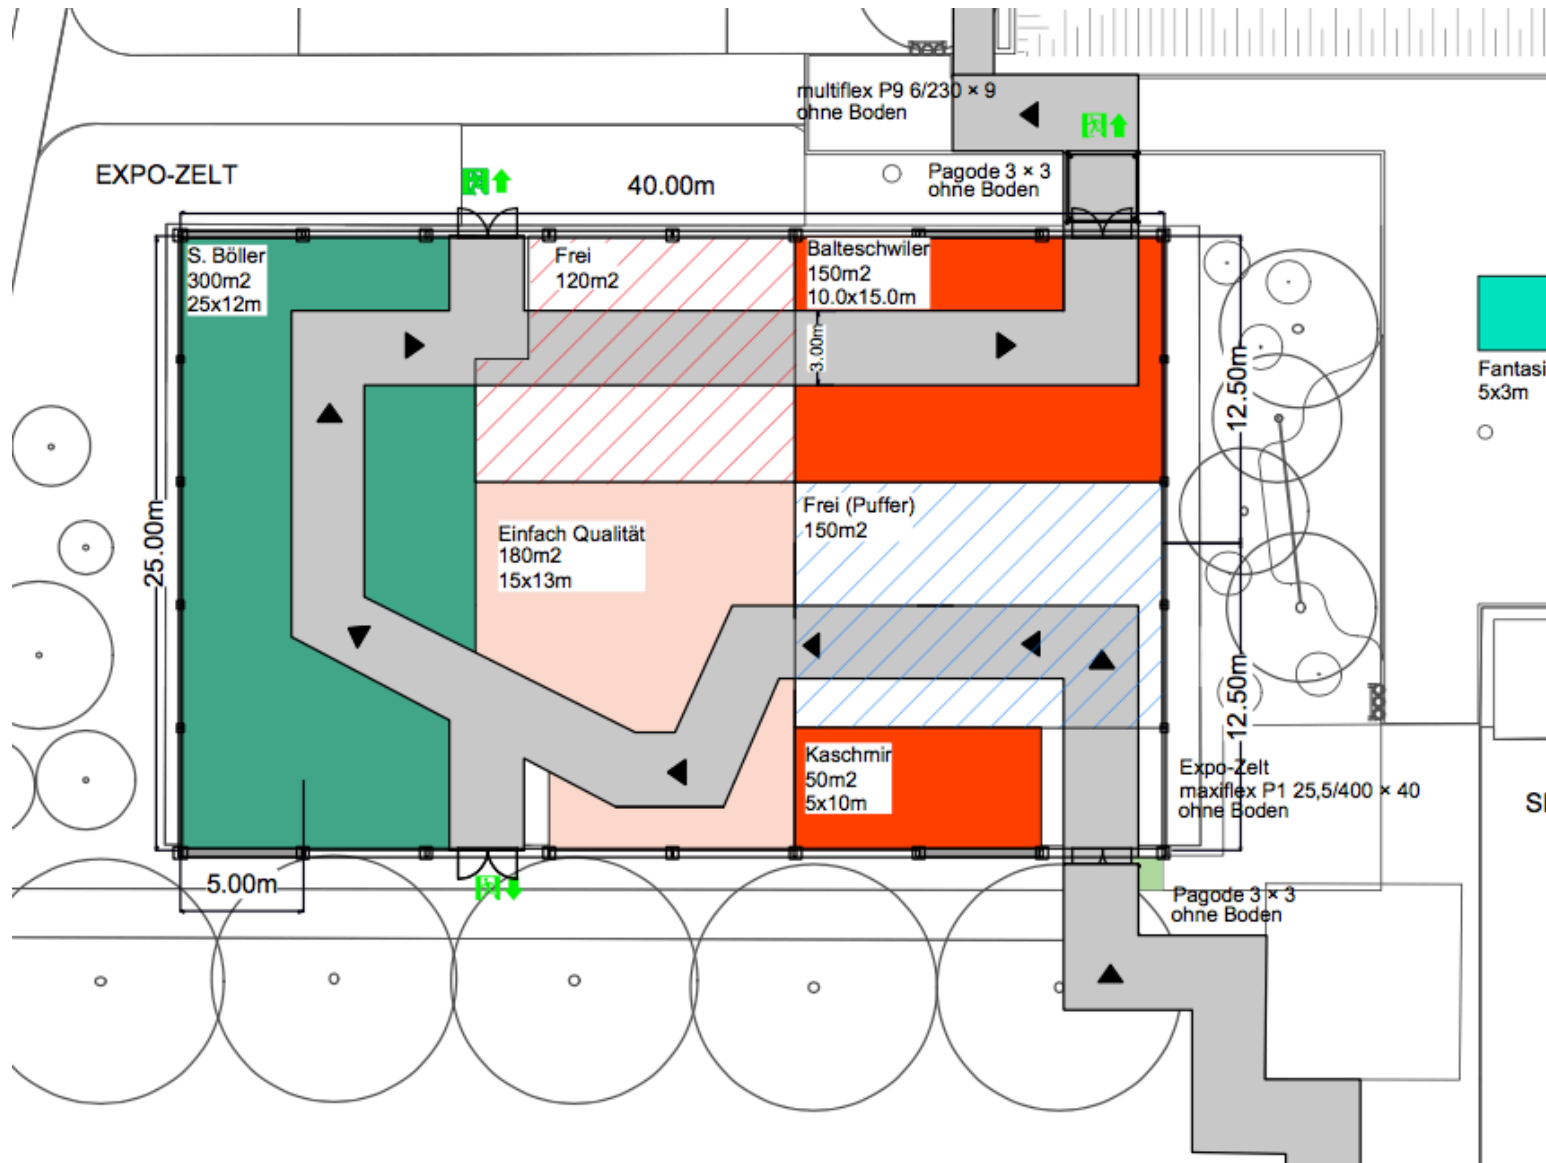 multiflex P9 6/230 × 9
ohne Boden
EXPO-ZELT
40.00m
Pagode 3 × 3
ohne Boden
S. Böller
300m2
25x12m
Frei
120m2
Balteschwiler
150m2
10.0x15.0m
3.00m
12.50m
Fantasi
5x3m
25.00m
Einfach Qualität
180m2
15x13m
Frei (Puffer)
150m2
12.50m
Kaschmir
50m2
5x10m
Expo-Zelt
maxiflex P1 25,5/400 × 40
ohne Boden
5.00m
Pagode 3 × 3
ohne Boden